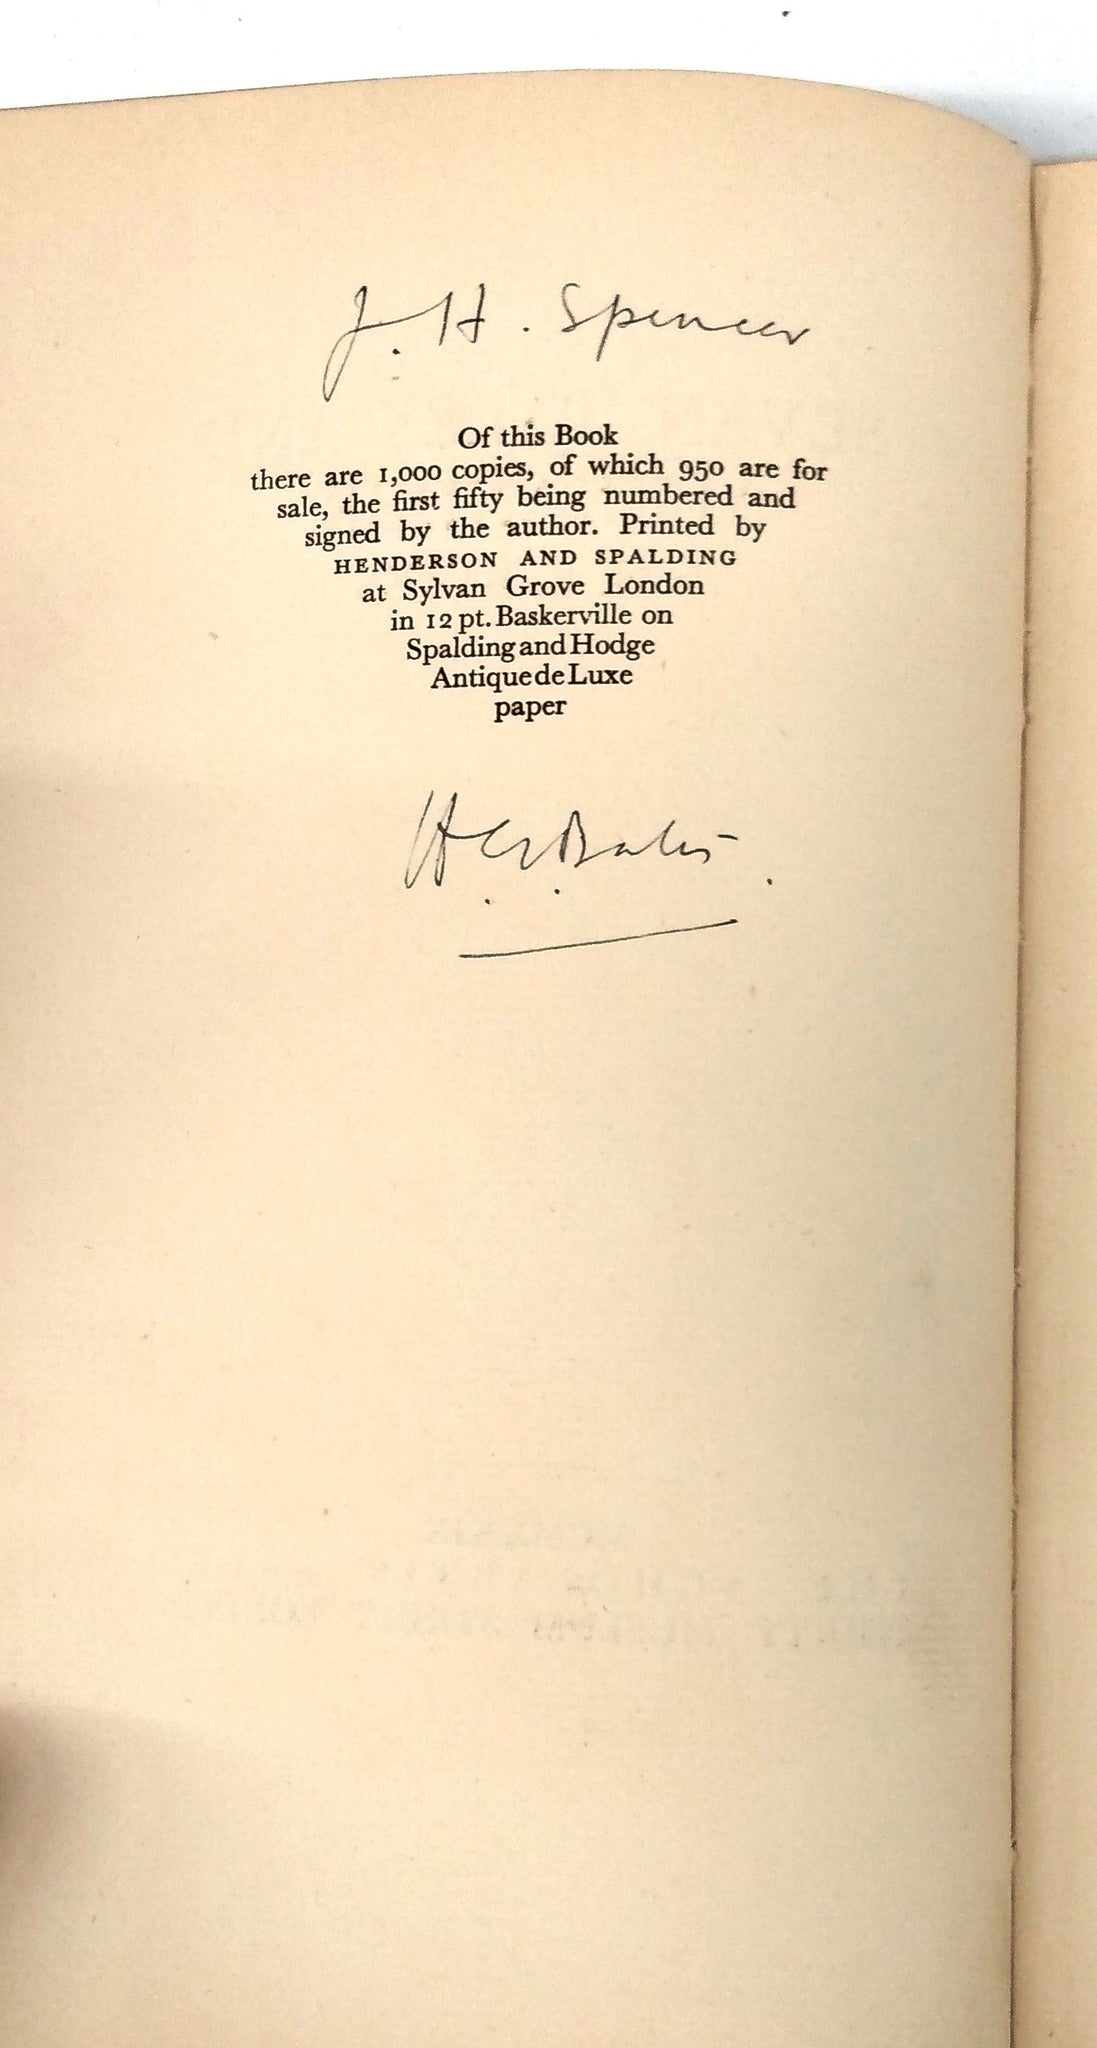 J. H. Spencer
Of this Book
there are 1,000 copies, of which 950 are for
sale, the first fifty being numbered and
signed by the author. Printed by
HENDERSON AND SPALDING
at Sylvan Grove London
in 12 pt. Baskerville on
Spalding and Hodge
Antique de Luxe
paper
H. E. Bates.